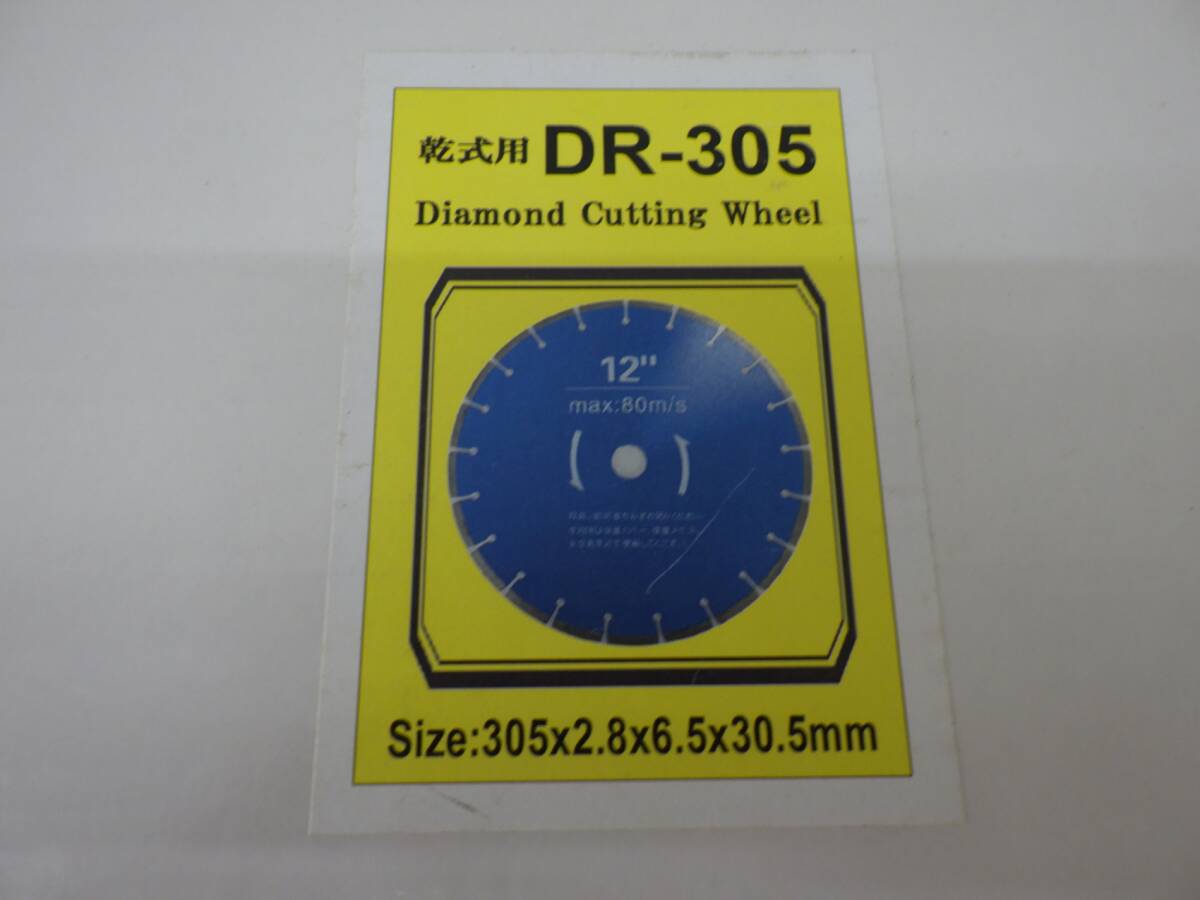 乾式用 DR-305
Diamond Cutting Wheel
12"
max:80m/s
Size:305x2.8x6.5x30.5mm